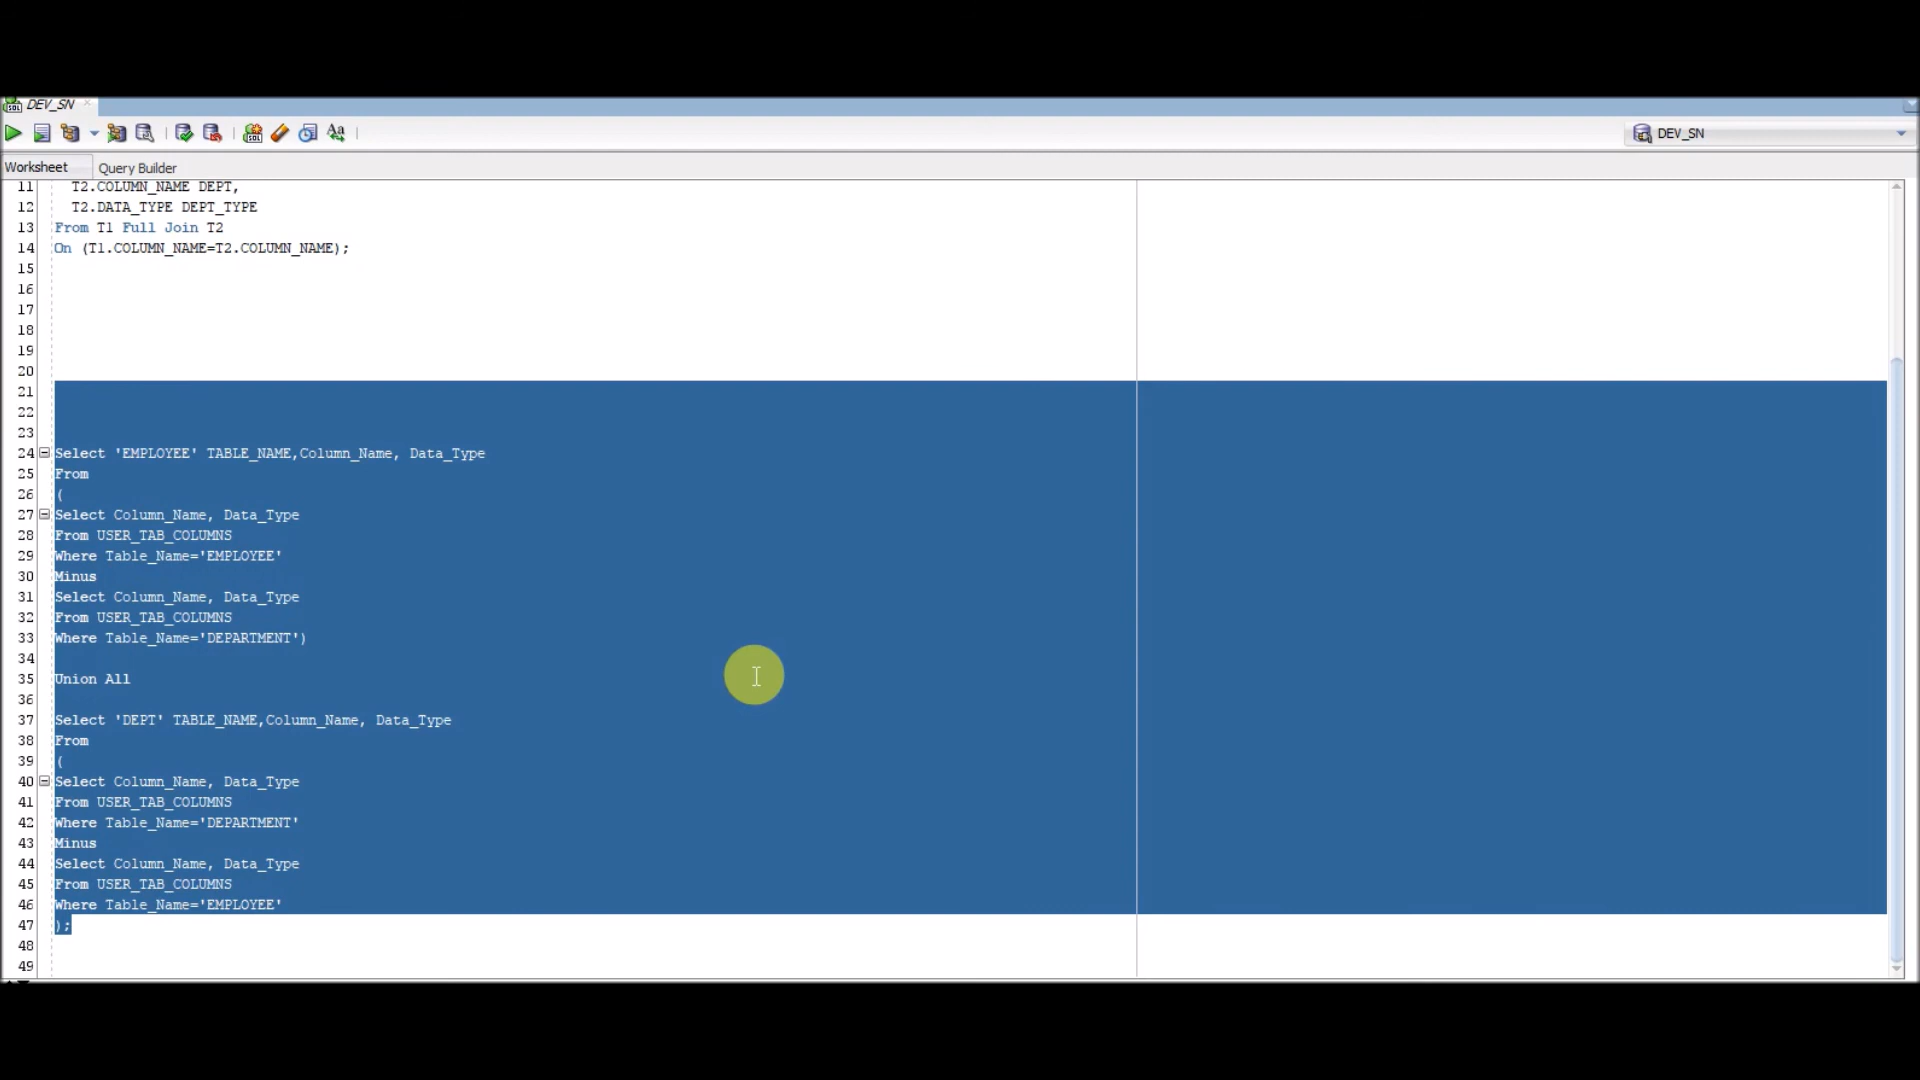 DEV_SN
DEV_SN
Worksheet
Query Builder
11 T2.COLUMN_NAME DEPT,
12 T2.DATA_TYPE DEPT_TYPE
13 From T1 Full Join T2
14 On (T1.COLUMN_NAME=T2.COLUMN_NAME);
15
16
17
18
19
20
21
22
23
24 Select 'EMPLOYEE' TABLE_NAME,Column_Name, Data_Type
25 From
26 (
27 Select Column_Name, Data_Type
28 From USER_TAB_COLUMNS
29 Where Table_Name='EMPLOYEE'
30 Minus
31 Select Column_Name, Data_Type
32 From USER_TAB_COLUMNS
33 Where Table_Name='DEPARTMENT')
34
35 Union All
36
37 Select 'DEPT' TABLE_NAME,Column_Name, Data_Type
38 From
39 (
40 Select Column_Name, Data_Type
41 From USER_TAB_COLUMNS
42 Where Table_Name='DEPARTMENT'
43 Minus
44 Select Column_Name, Data_Type
45 From USER_TAB_COLUMNS
46 Where Table_Name='EMPLOYEE'
47 );
48
49